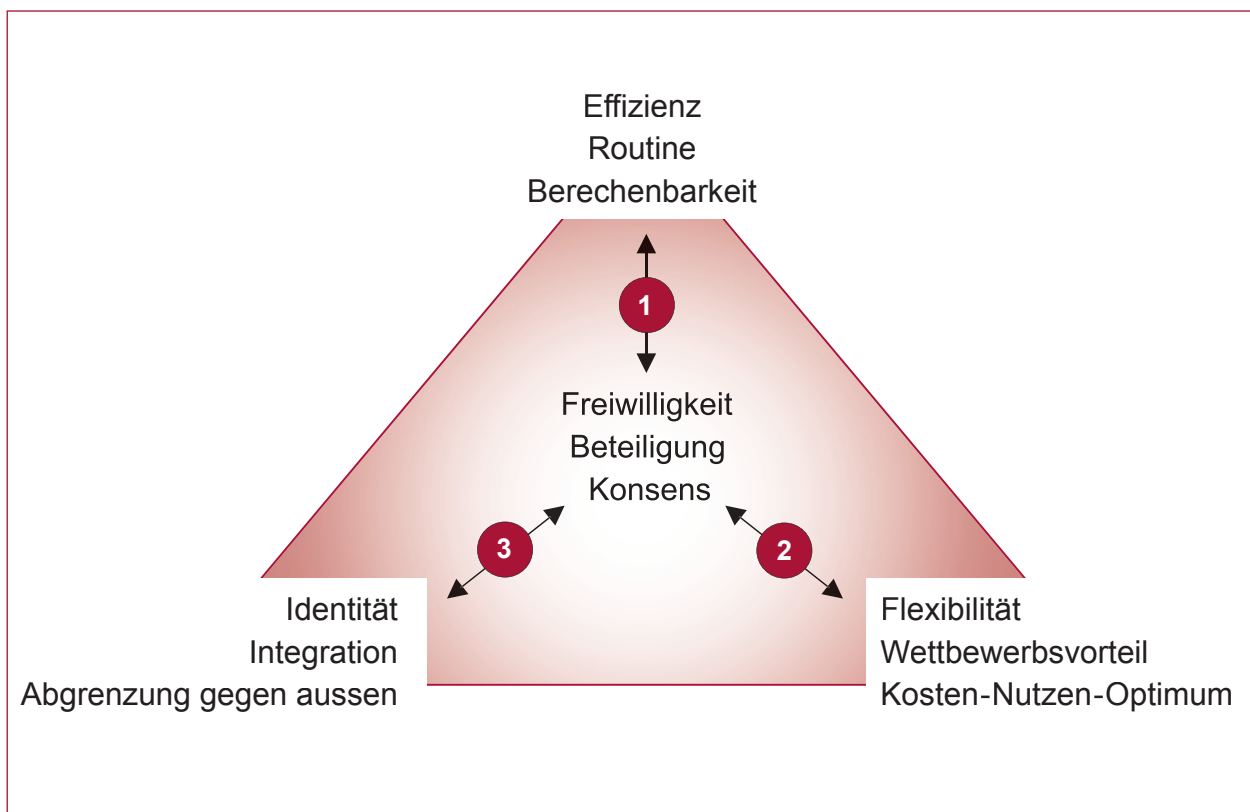 Effizienz
Routine
Berechenbarkeit
1
Freiwilligkeit
Beteiligung
Konsens
3
2
Identität
Integration
Abgrenzung gegen aussen
Flexibilität
Wettbewerbsvorteil
Kosten-Nutzen-Optimum